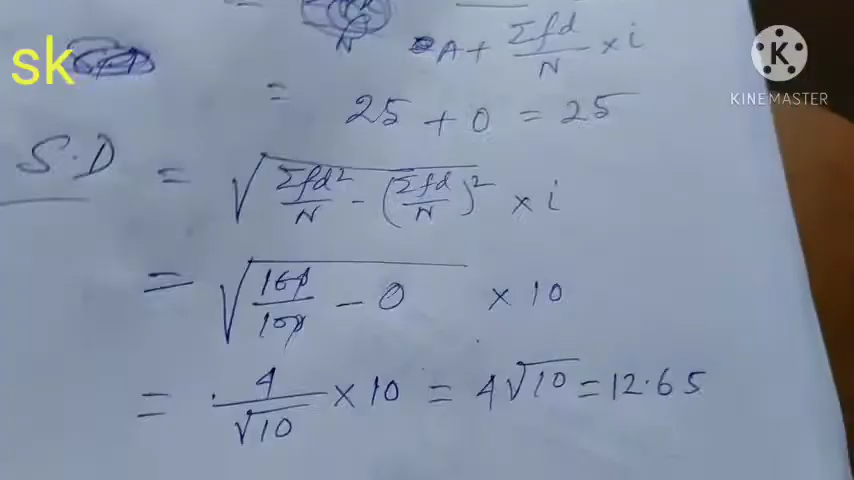 sk
A + Σfd/N × i
KINEMASTER
= 25 + 0 = 25
S.D = √(Σfd²/N - (Σfd/N)²) × i
= √(160/100 - 0) × 10
= 4/√10 × 10 = 4√10 = 12.65